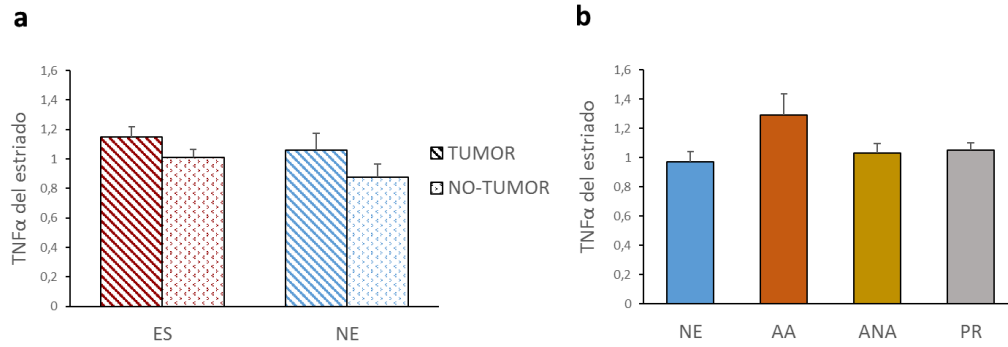 a
TNFα del estriado
1,6
1,4
1,2
1
0,8
0,6
0,4
0,2
0
ES
NE
TUMOR
NO-TUMOR
b
TNFα del estriado
1,6
1,4
1,2
1
0,8
0,6
0,4
0,2
0
NE
AA
ANA
PR